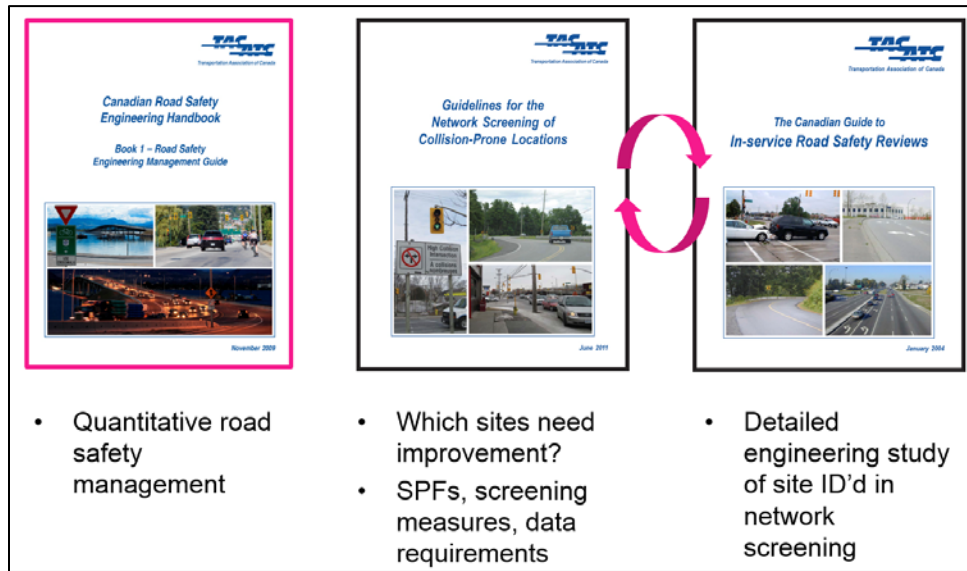 TAC
ATC
Transportation Association of Canada
Canadian Road Safety
Engineering Handbook
Book 1 – Road Safety
Engineering Management Guide
November 2009
TAC
ATC
Transportation Association of Canada
Guidelines for the
Network Screening of
Collision-Prone Locations
High Collision
Intersection
June 2011
TAC
ATC
Transportation Association of Canada
The Canadian Guide to
In-service Road Safety Reviews
January 2004
• Quantitative road
safety
management
• Which sites need
improvement?
• SPFs, screening
measures, data
requirements
• Detailed
engineering study
of site ID’d in
network
screening